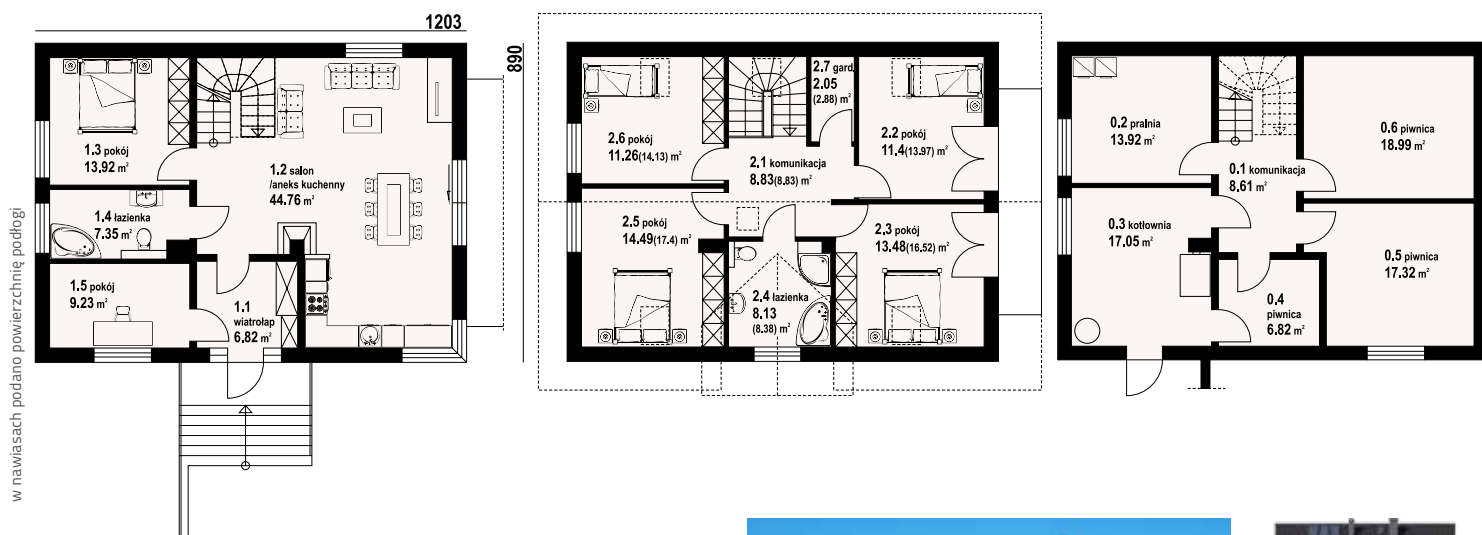 1203
890
1.3 pokój
13,92 m²
1.2 salon
/aneks kuchenny
44.76 m²
1.4 łazienka
7.35 m²
1.5 pokój
9.23 m²
1.1
wiatrołap
6,82 m²
2.7 gard.
2.05
(2.88) m²
2.6 pokój
11.26(14.13) m²
2.2 pokój
11.4(13.97) m²
2.1 komunikacja
8.83(8.83) m²
2.5 pokój
14.49(17.4) m²
2.3 pokój
13.48(16.52) m²
2.4 łazienka
8.13
(8.38) m²
0.2 pralnia
13.92 m²
0.6 piwnica
18.99 m²
0.1 komunikacja
8,61 m²
0.3 kotłownia
17.05 m²
0.5 piwnica
17.32 m²
0.4
piwnica
6.82 m²
w nawiasach podano powierzchnię podłogi